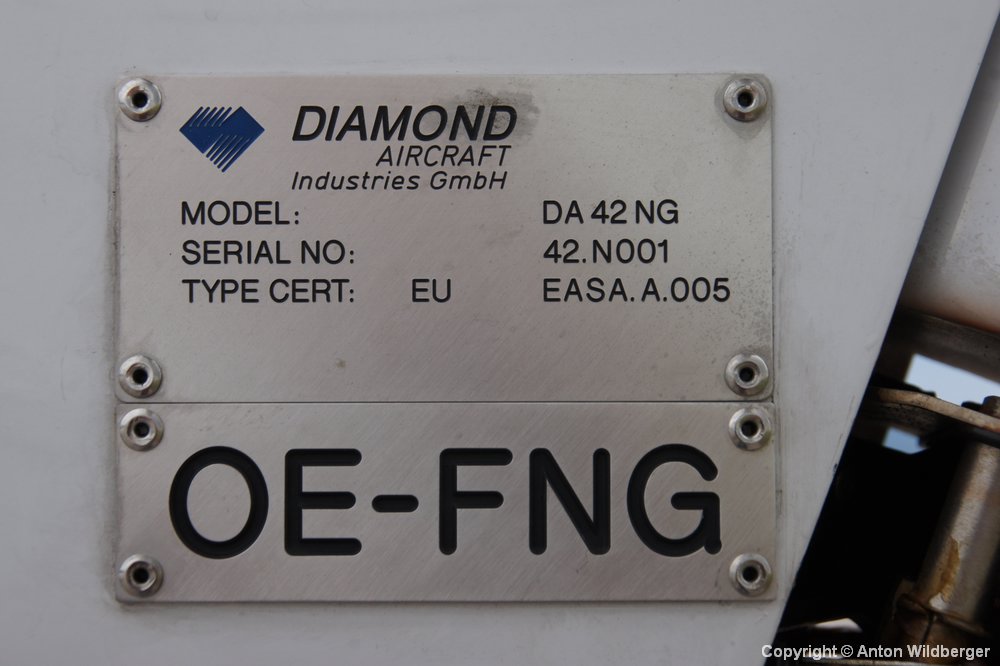 DIAMOND
AIRCRAFT
Industries GmbH
MODEL: DA 42 NG
SERIAL NO: 42.N001
TYPE CERT: EU EASA.A.005
OE-FNG
Copyright © Anton Wildberger